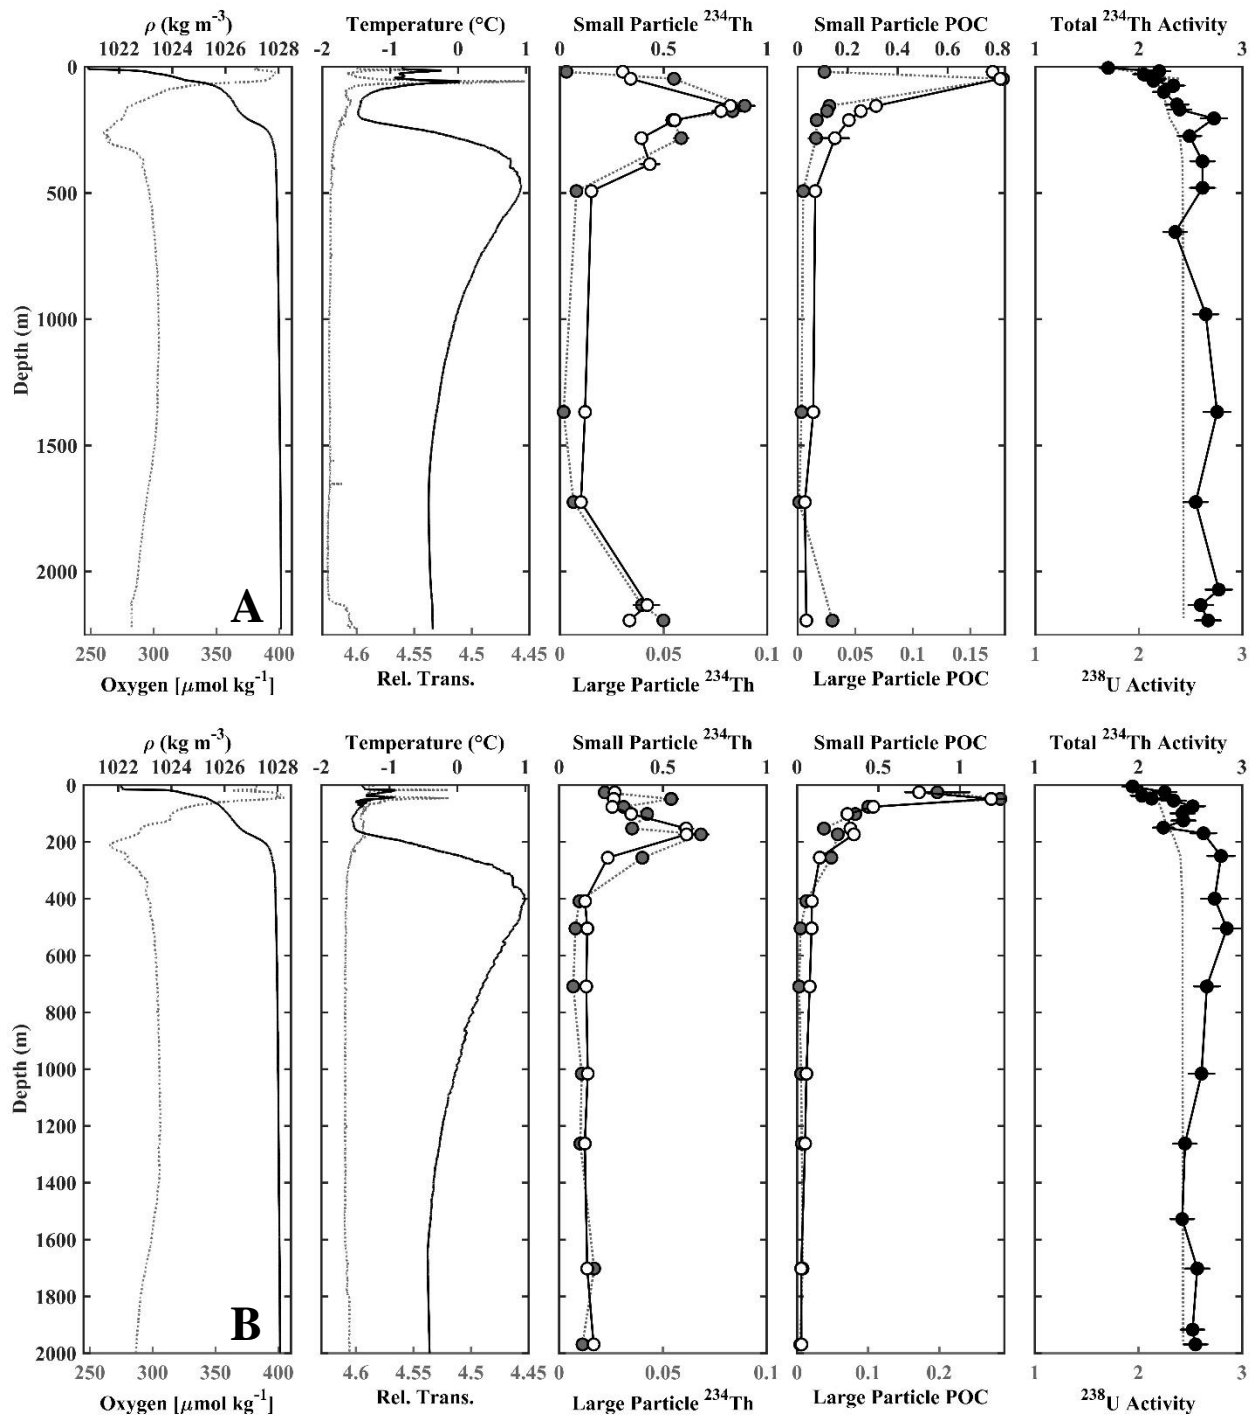 ρ (kg m-3) Temperature (°C) Small Particle 234Th Small Particle POC Total 234Th Activity
1022 1024 1026 1028 -2 -1 0 1 0 0.5 1 0 0.2 0.4 0.6 0.8 1 2 3
0
500
Depth (m)
1000
1500
2000
A
250 300 350 400 4.6 4.55 4.5 4.45 0 0.05 0.1 0 0.05 0.1 0.15 1 2 3
Oxygen [μmol kg-1] Rel. Trans. Large Particle 234Th Large Particle POC 238U Activity
ρ (kg m-3) Temperature (°C) Small Particle 234Th Small Particle POC Total 234Th Activity
1022 1024 1026 1028 -2 -1 0 1 0 0.5 1 0 0.5 1 1 2 3
0
200
400
600
800
Depth (m)
1000
1200
1400
1600
1800
B
2000
250 300 350 400 4.6 4.55 4.5 4.45 0 0.05 0.1 0 0.1 0.2 1 2 3
Oxygen [μmol kg-1] Rel. Trans. Large Particle 234Th Large Particle POC 238U Activity